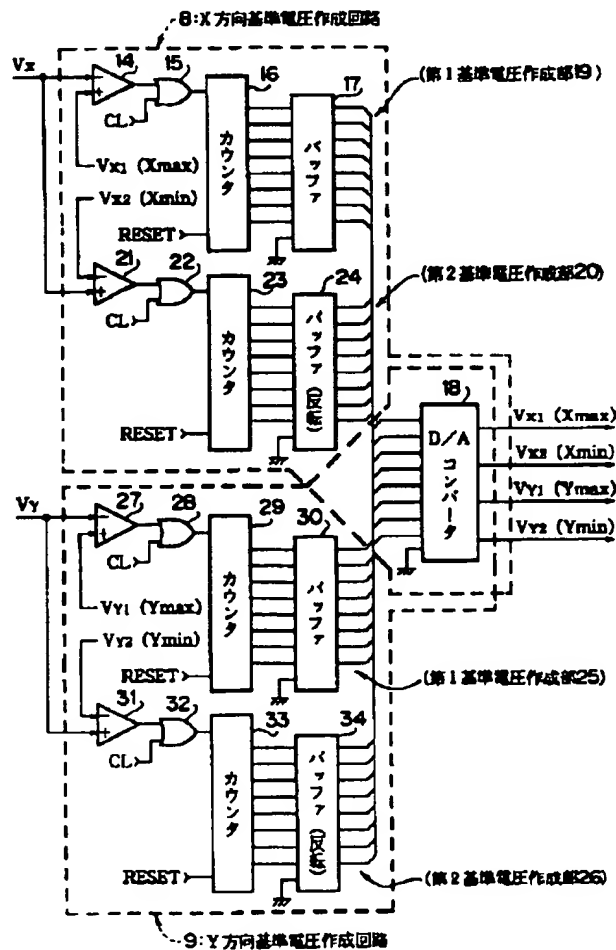 8:X方向基準電圧作成回路
Vx
14
15
16
17
(第1基準電圧作成部19)
CL
カウンタ
バッファ
Vx1 (Xmax)
Vx2 (Xmin)
RESET
21
22
23
24
(第2基準電圧作成部20)
CL
カウンタ
バッファ
RESET
18
D/Aコンバータ
Vx1 (Xmax)
Vx2 (Xmin)
VY1 (Ymax)
VY2 (Ymin)
VY
27
28
29
30
CL
カウンタ
バッファ
VY1 (Ymax)
VY2 (Ymin)
RESET
(第1基準電圧作成部25)
31
32
33
34
CL
カウンタ
バッファ
RESET
(第2基準電圧作成部26)
9:Y方向基準電圧作成回路